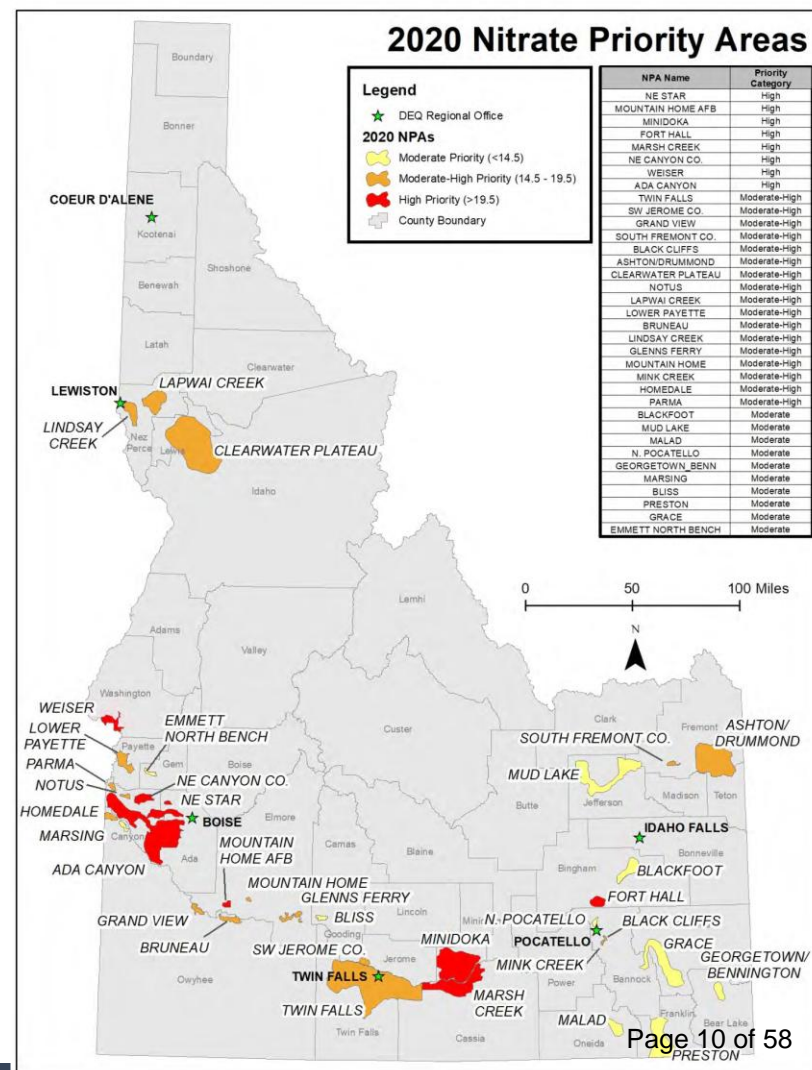 2020 Nitrate Priority Areas
Legend
DEQ Regional Office
2020 NPAs
Moderate Priority (<14.5)
Moderate-High Priority (14.5 - 19.5)
High Priority (>19.5)
County Boundary
NPA Name Priority Category
NE STAR High
MOUNTAIN HOME AFB High
MINIDOKA High
FORT HALL High
MARSH CREEK High
NE CANYON CO. High
WEISER High
ADA CANYON High
TWIN FALLS Moderate-High
SW JEROME CO. Moderate-High
GRAND VIEW Moderate-High
SOUTH FREMONT CO. Moderate-High
BLACK CLIFFS Moderate-High
ASHTON/DRUMMOND Moderate-High
CLEARWATER PLATEAU Moderate-High
NOTUS Moderate-High
LAPWAI CREEK Moderate-High
LOWER PAYETTE Moderate-High
BRUNEAU Moderate-High
LINDSAY CREEK Moderate-High
GLENNS FERRY Moderate-High
MOUNTAIN HOME Moderate-High
MINK CREEK Moderate-High
HOMEDALE Moderate-High
PARMA Moderate-High
BLACKFOOT Moderate
MUD LAKE Moderate
MALAD Moderate
N. POCATELLO Moderate
GEORGETOWN_BENN Moderate
MARSING Moderate
BLISS Moderate
PRESTON Moderate
GRACE Moderate
EMMETT NORTH BENCH Moderate
Boundary
Bonner
COEUR D'ALENE
Kootenai
Shoshone
Benewah
Latah
Clearwater
LAPWAI CREEK
LEWISTON
LINDSAY
CREEK
Nez
Perce
Lewis
CLEARWATER PLATEAU
Idaho
0 50 100 Miles
N
Lemhi
Adams
Valley
Washington
WEISER
Custer
Clark
Fremont
LOWER
PAYETTE
Payette
EMMETT
NORTH BENCH
Gem
Boise
SOUTH FREMONT CO.
ASHTON/
DRUMMOND
PARMA
MUD LAKE
NOTUS
NE CANYON CO.
Butte
Jefferson
Madison
Teton
HOMEDALE
NE STAR
BOISE
Elmore
IDAHO FALLS
MARSING
Canyon
Camas
Blaine
Bonneville
Bingham
ADA CANYON
Ada
MOUNTAIN
HOME AFB
BLACKFOOT
MOUNTAIN HOME
GLENNS FERRY
FORT HALL
GRAND VIEW
BLISS
Lincoln
N. POCATELLO
BLACK CLIFFS
BRUNEAU
Gooding
MINIDOKA
POCATELLO
GRACE
SW JEROME CO.
Jerome
MINK CREEK
GEORGETOWN/
BENNINGTON
Owyhee
TWIN FALLS
Power
Bannock
MARSH
CREEK
TWIN FALLS
Twin Falls
Cassia
MALAD
Oneida
Franklin
Bear Lake
PRESTON
Page 10 of 58